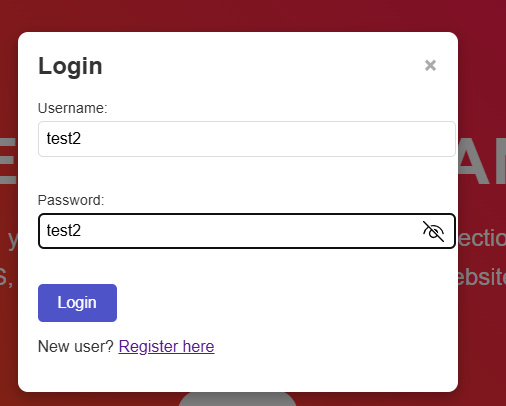 Login
×
Username:
test2
Password:
test2
Login
New user? Register here